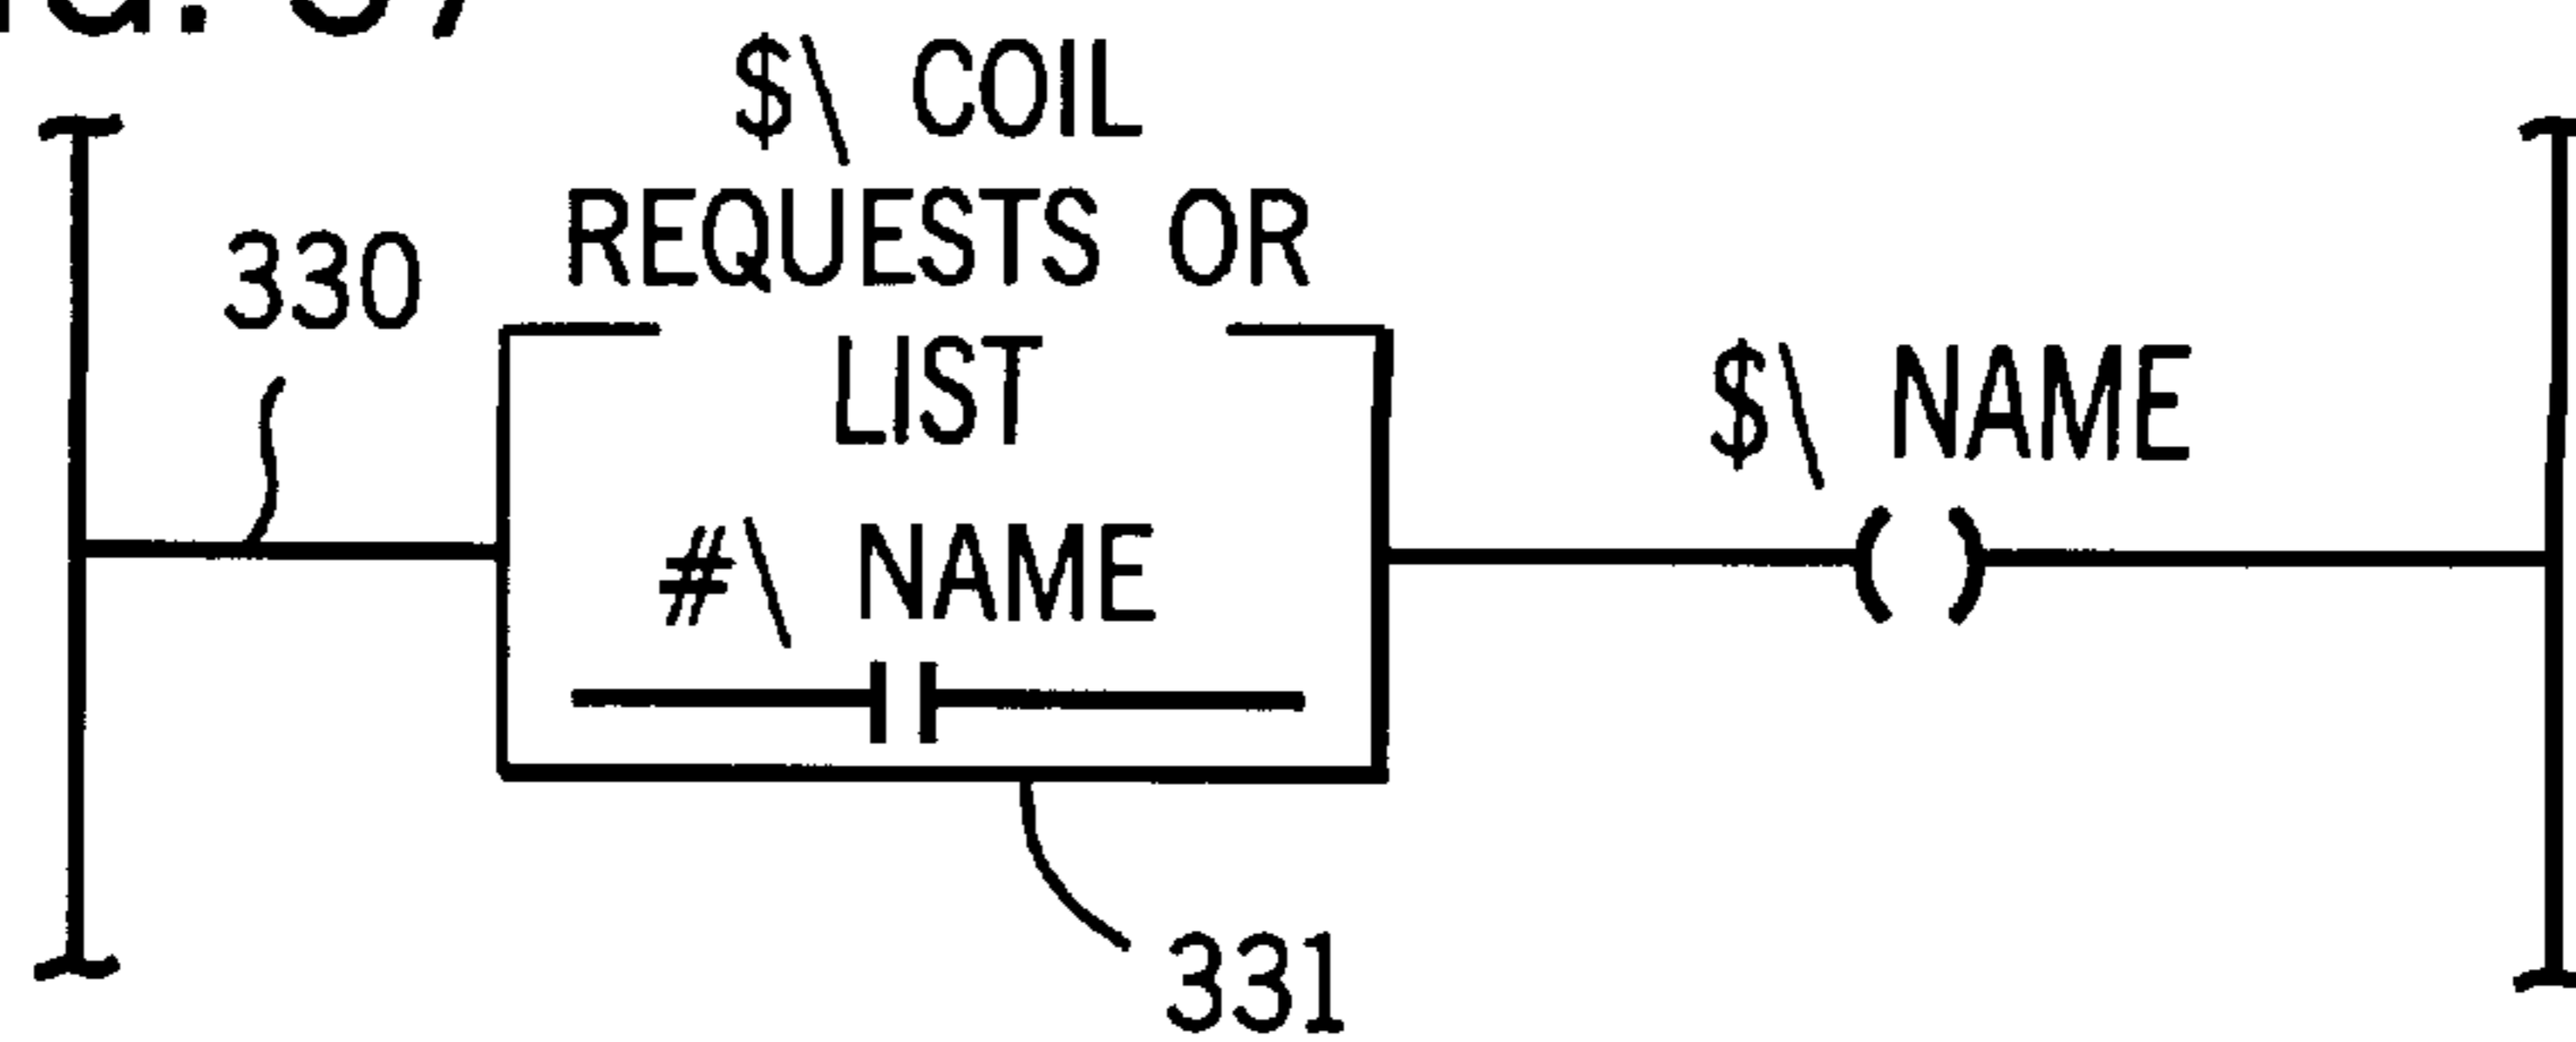 $\ COIL
REQUESTS OR
LIST
330
$\ NAME
#\ NAME
331